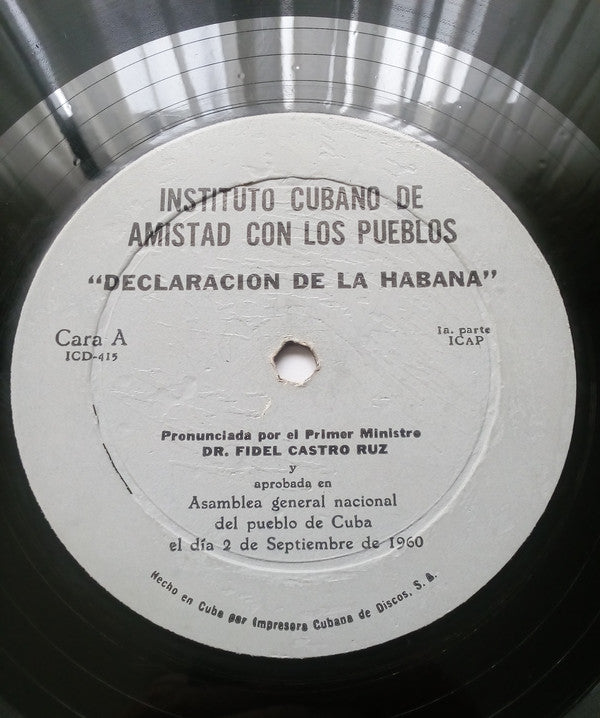 INSTITUTO CUBANO DE
AMISTAD CON LOS PUEBLOS
"DECLARACION DE LA HABANA"
Cara A
ICD-415
1a. parte
ICAP
Pronunciada por el Primer Ministro
DR. FIDEL CASTRO RUZ
y
aprobada en
Asamblea general nacional
del pueblo de Cuba
el día 2 de Septiembre de 1960
Hecho en Cuba por Impresora Cubana de Discos, S. A.